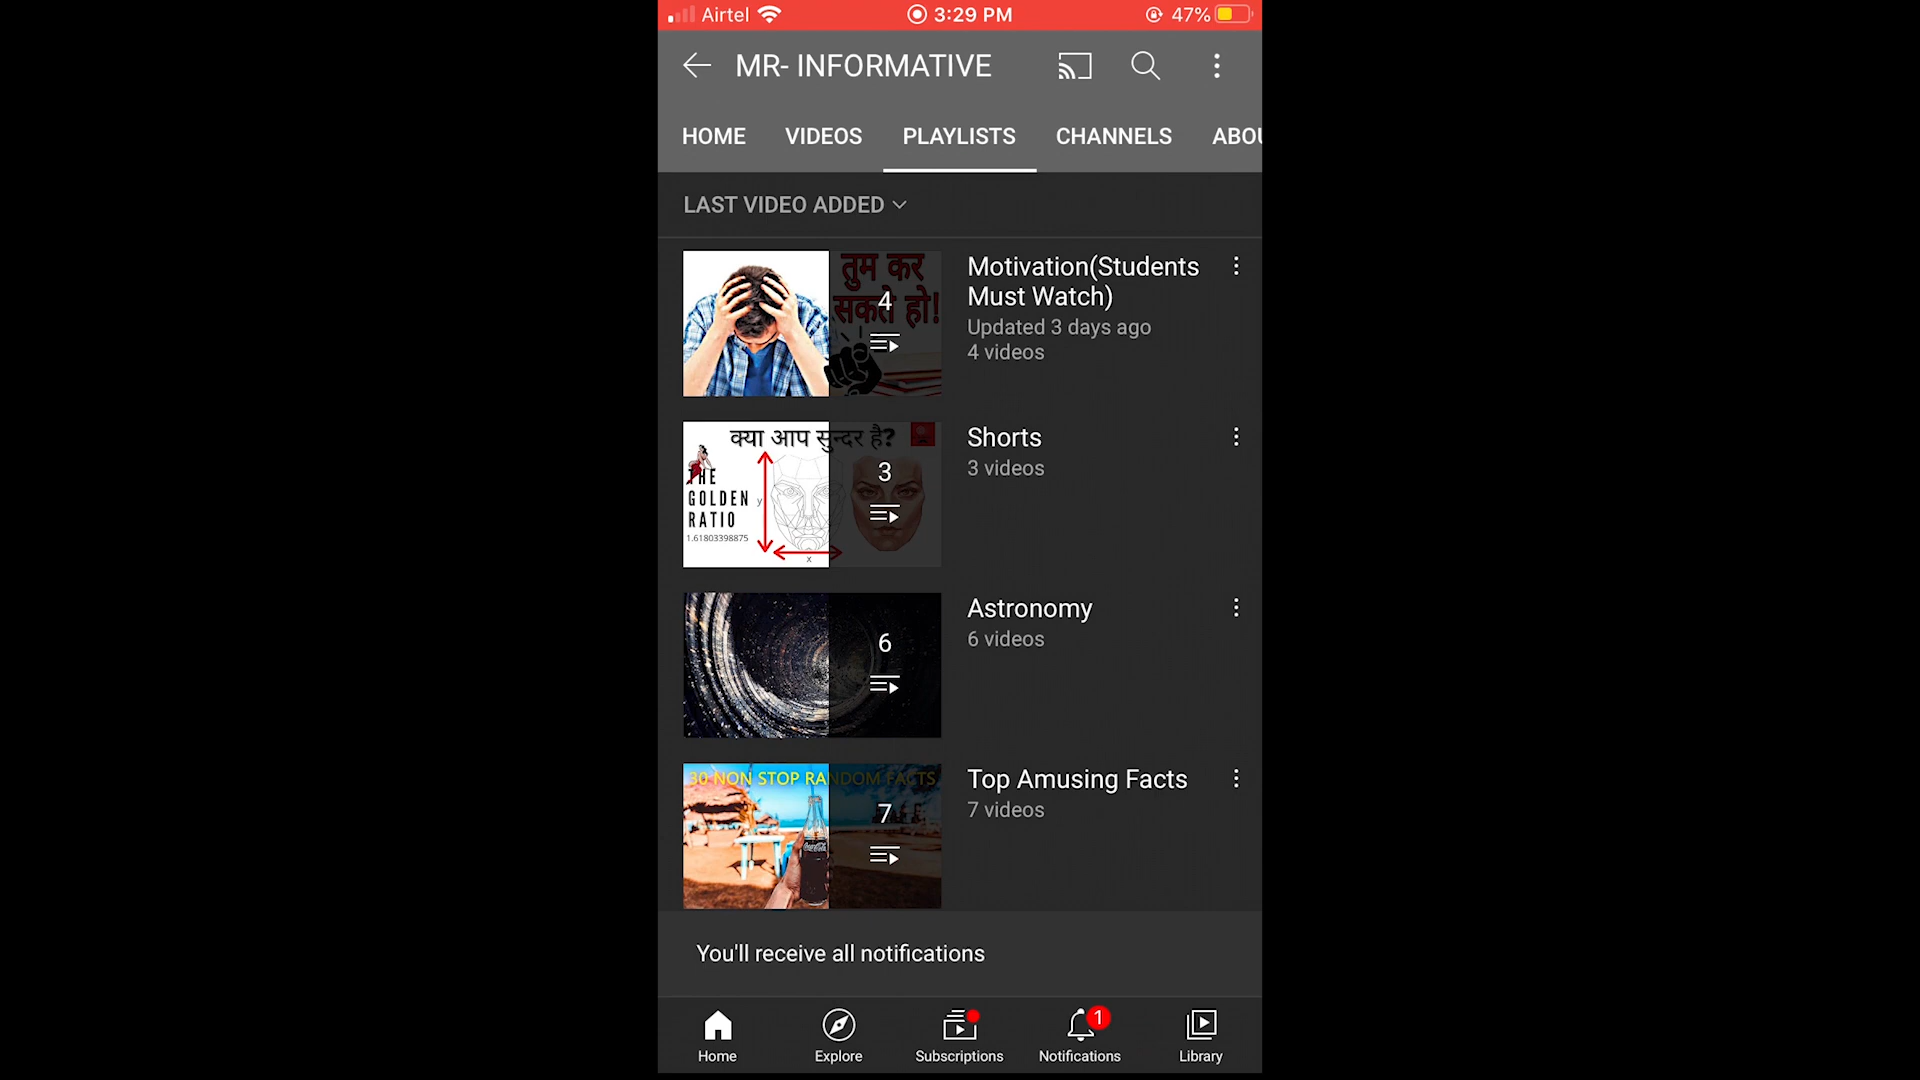 Airtel 3:29 PM 47%
MR- INFORMATIVE
HOME VIDEOS PLAYLISTS CHANNELS ABOU
LAST VIDEO ADDED
तुम कर
सकते हो!
4
Motivation(Students
Must Watch)
Updated 3 days ago
4 videos
क्या आप सुन्दर है?
THE
GOLDEN
RATIO
1.61803398875
y
x
3
Shorts
3 videos
6
Astronomy
6 videos
30 NON STOP RANDOM FACTS
Coca-Cola
7
Top Amusing Facts
7 videos
You'll receive all notifications
1
Home Explore Subscriptions Notifications Library